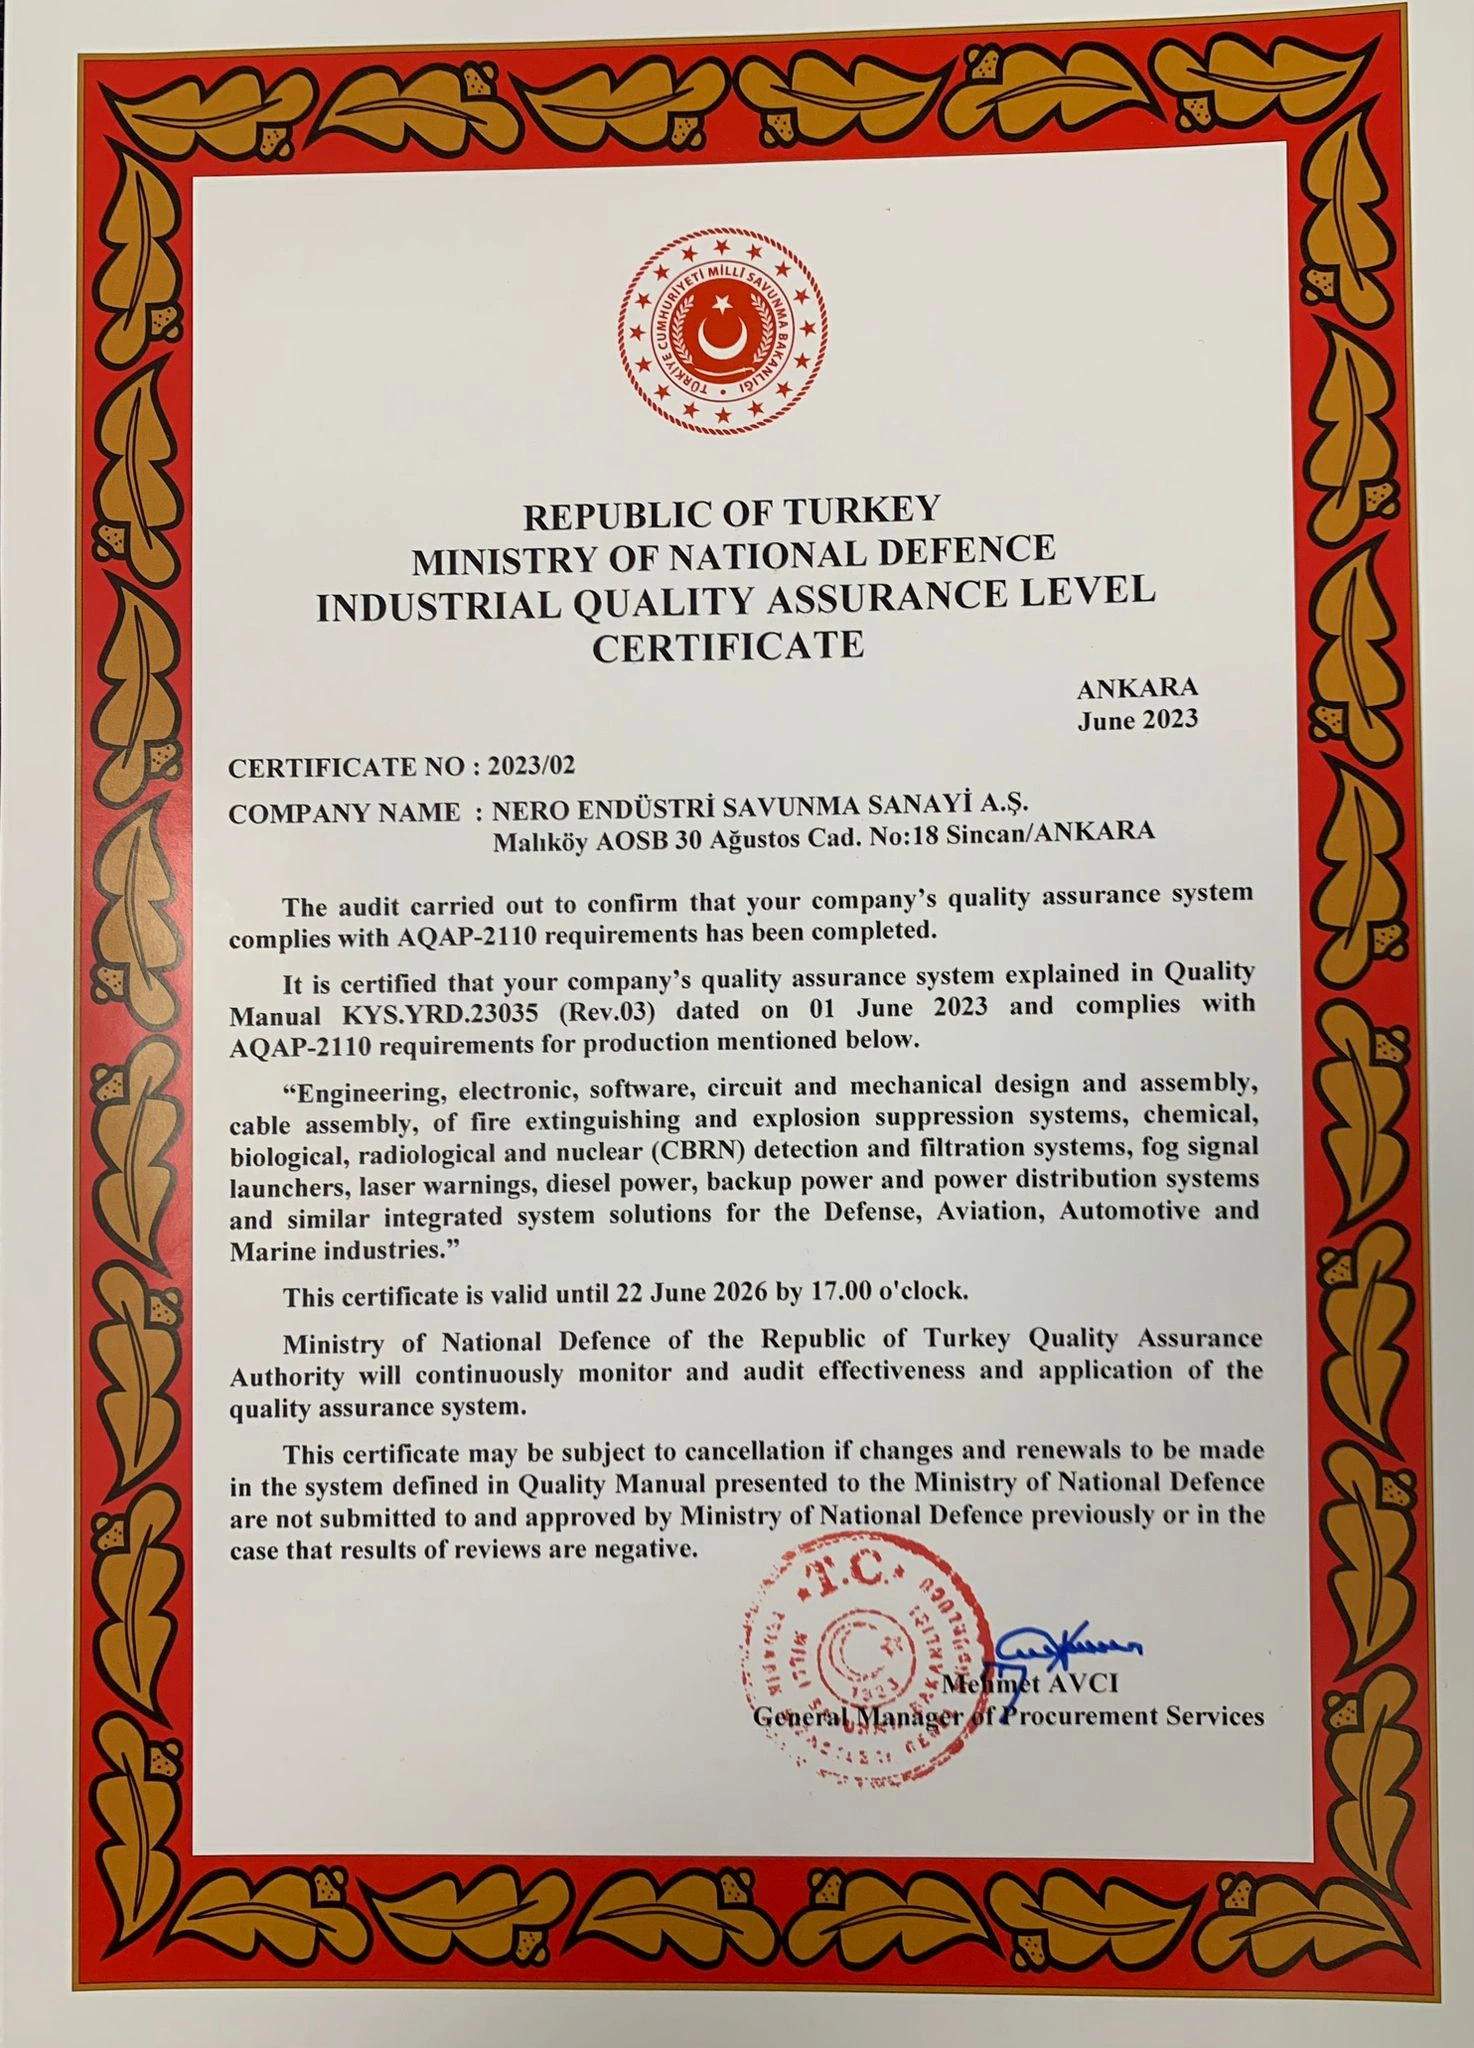 TÜRKİYE CUMHURİYETİ MİLLİ SAVUNMA BAKANLIĞI
REPUBLIC OF TURKEY
MINISTRY OF NATIONAL DEFENCE
INDUSTRIAL QUALITY ASSURANCE LEVEL
CERTIFICATE
ANKARA
June 2023
CERTIFICATE NO : 2023/02
COMPANY NAME : NERO ENDÜSTRİ SAVUNMA SANAYİ A.Ş.
Malıköy AOSB 30 Ağustos Cad. No:18 Sincan/ANKARA
The audit carried out to confirm that your company's quality assurance system
complies with AQAP-2110 requirements has been completed.
It is certified that your company's quality assurance system explained in Quality
Manual KYS.YRD.23035 (Rev.03) dated on 01 June 2023 and complies with
AQAP-2110 requirements for production mentioned below.
“Engineering, electronic, software, circuit and mechanical design and assembly,
cable assembly, of fire extinguishing and explosion suppression systems, chemical,
biological, radiological and nuclear (CBRN) detection and filtration systems, fog signal
launchers, laser warnings, diesel power, backup power and power distribution systems
and similar integrated system solutions for the Defense, Aviation, Automotive and
Marine industries.”
This certificate is valid until 22 June 2026 by 17.00 o'clock.
Ministry of National Defence of the Republic of Turkey Quality Assurance
Authority will continuously monitor and audit effectiveness and application of the
quality assurance system.
This certificate may be subject to cancellation if changes and renewals to be made
in the system defined in Quality Manual presented to the Ministry of National Defence
are not submitted to and approved by Ministry of National Defence previously or in the
case that results of reviews are negative.
T.C.
Mehmet AVCI
General Manager of Procurement Services